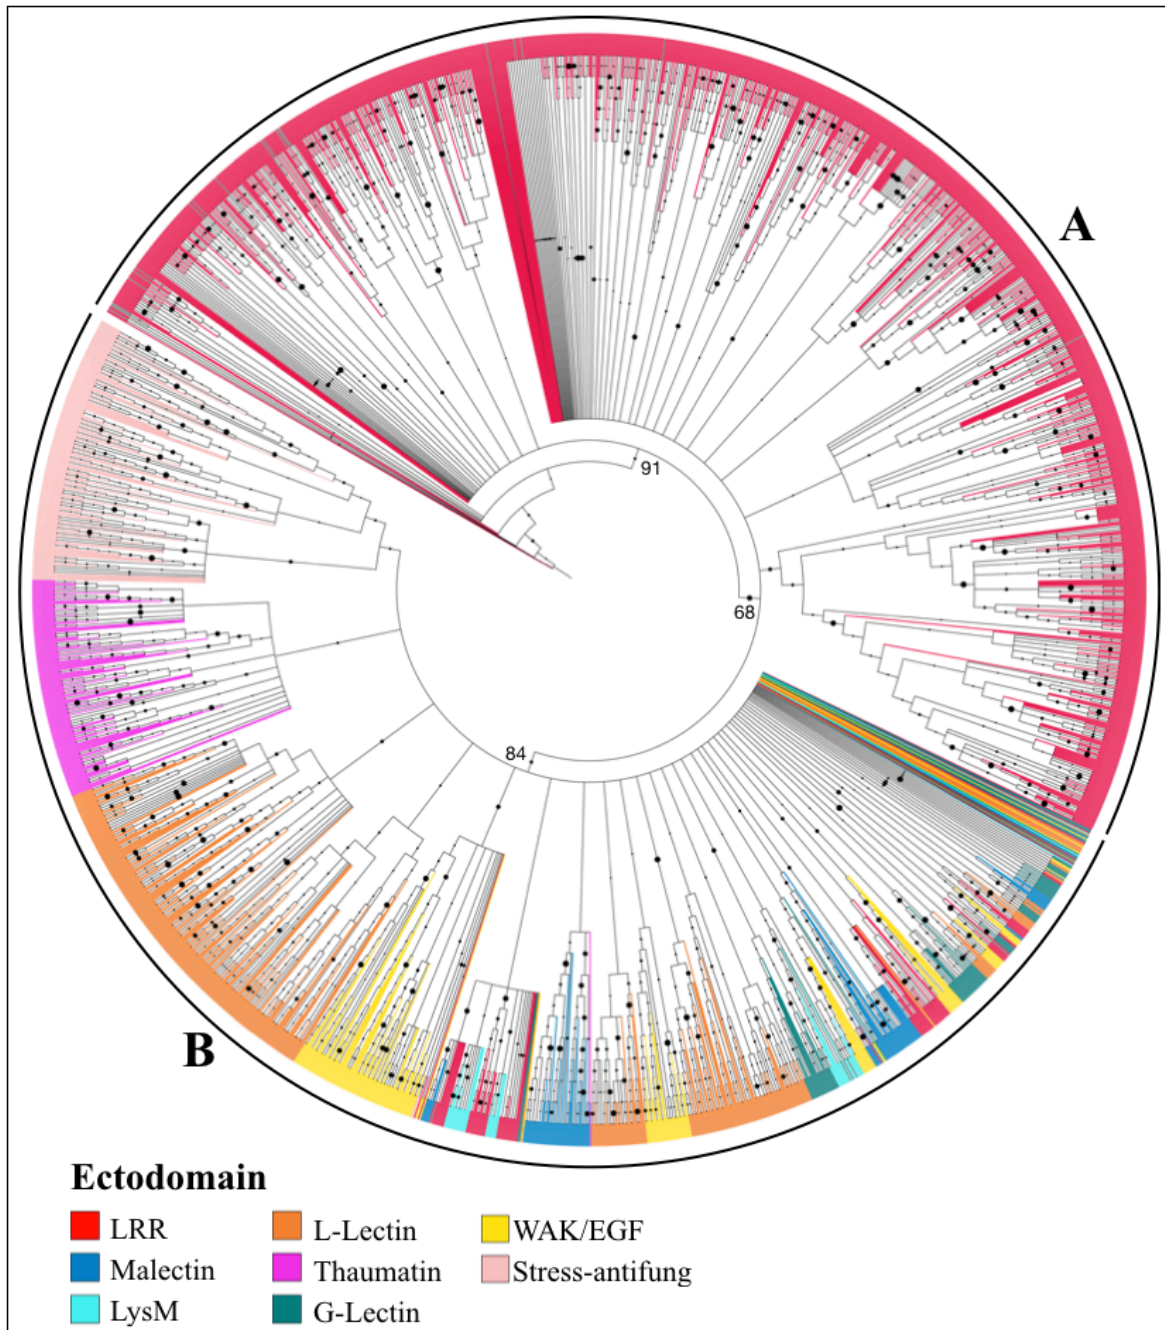 A
91
68
84
B
Ectodomain
LRR
L-Lectin
WAK/EGF
Malectin
Thaumatin
Stress-antifung
LysM
G-Lectin